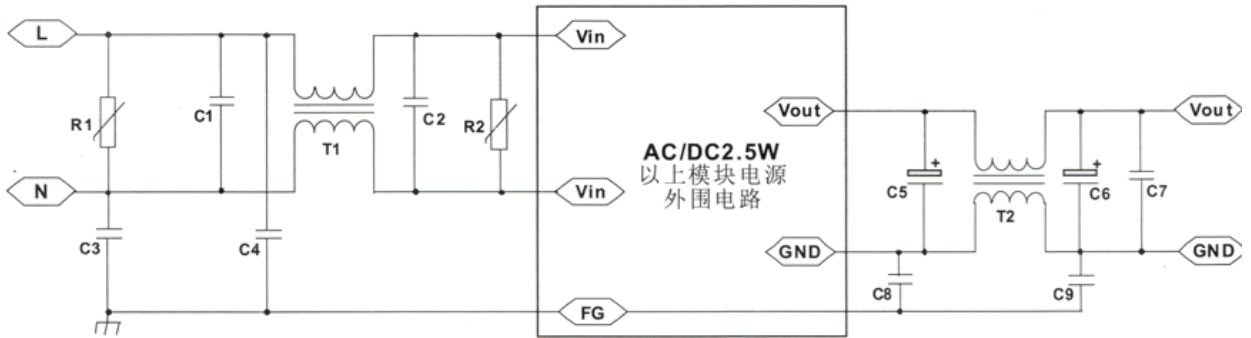 L
Vin
R1
C1
C2
R2
T1
N
Vin
C3
C4
FG
AC/DC2.5W
以上模块电源
外围电路
Vout
GND
C5
T2
C6
C7
Vout
GND
C8
C9